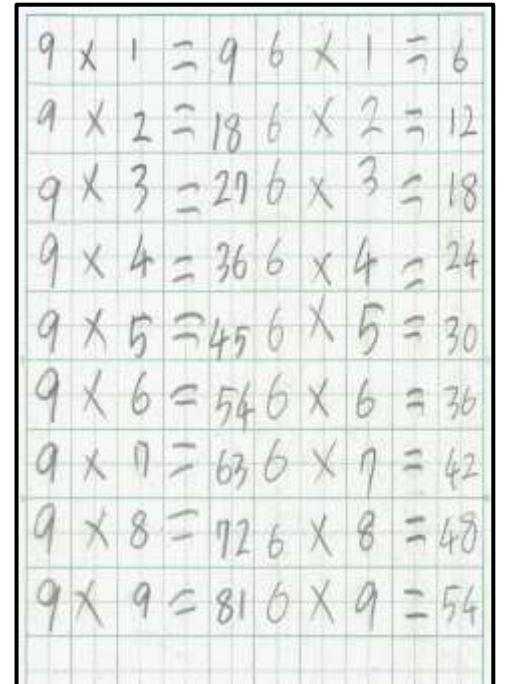 9 × 1 = 9 6 × 1 = 6
9 × 2 = 18 6 × 2 = 12
9 × 3 = 27 6 × 3 = 18
9 × 4 = 36 6 × 4 = 24
9 × 5 = 45 6 × 5 = 30
9 × 6 = 54 6 × 6 = 36
9 × 7 = 63 6 × 7 = 42
9 × 8 = 72 6 × 8 = 48
9 × 9 = 81 6 × 9 = 54